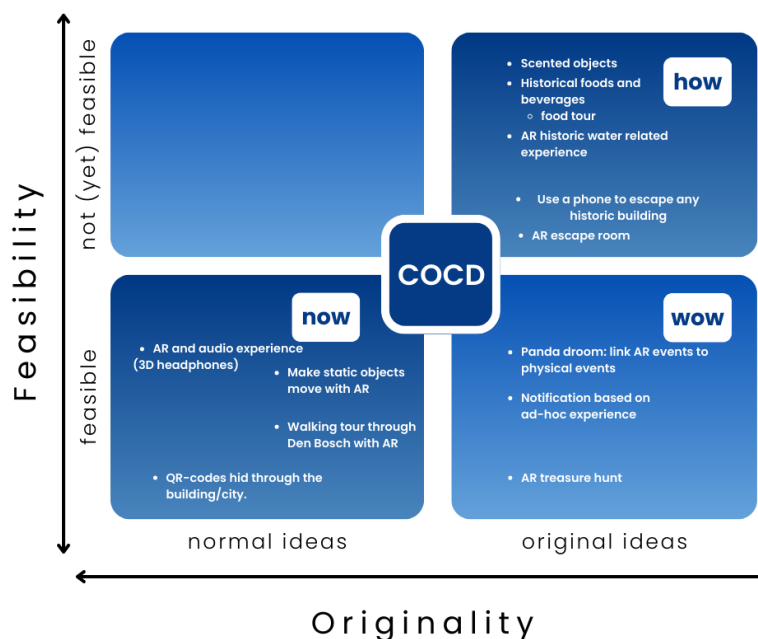 Feasibility
not (yet) feasible
feasible
how
• Scented objects
• Historical foods and
beverages
○ food tour
• AR historic water related
experience
• Use a phone to escape any
historic building
• AR escape room
COCD
now
• AR and audio experience
(3D headphones)
• Make static objects
move with AR
• Walking tour through
Den Bosch with AR
• QR-codes hid through the
building/city.
wow
• Panda droom: link AR events to
physical events
• Notification based on
ad-hoc experience
• AR treasure hunt
normal ideas
original ideas
Originality